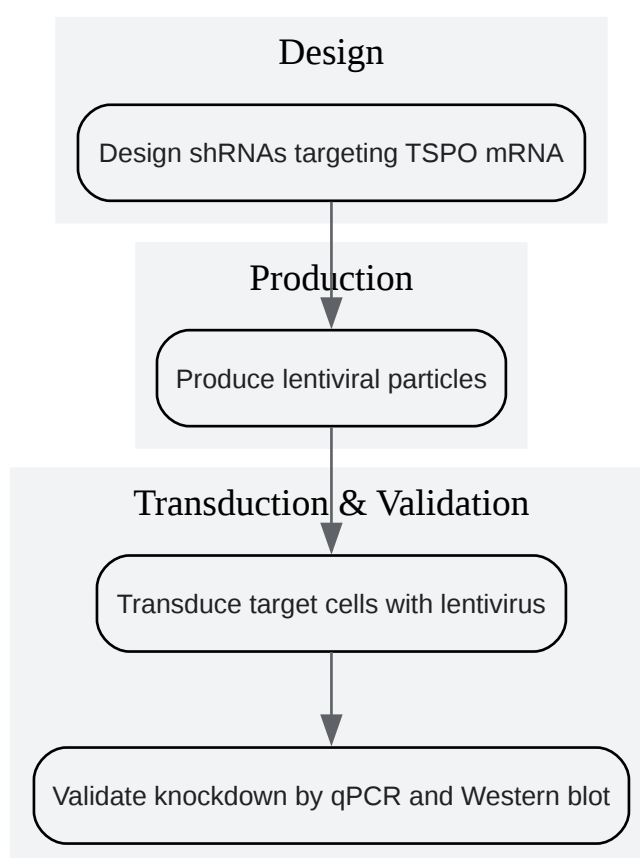 Design
Design shRNAs targeting TSPO mRNA
Production
Produce lentiviral particles
Transduction & Validation
Transduce target cells with lentivirus
Validate knockdown by qPCR and Western blot